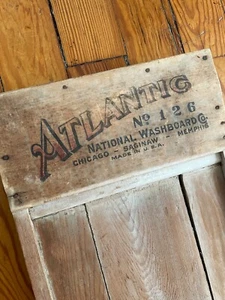 ATLANTIC
No 126
NATIONAL WASHBOARD Co.
CHICAGO - SAGINAW - MEMPHIS
MADE IN U.S.A.